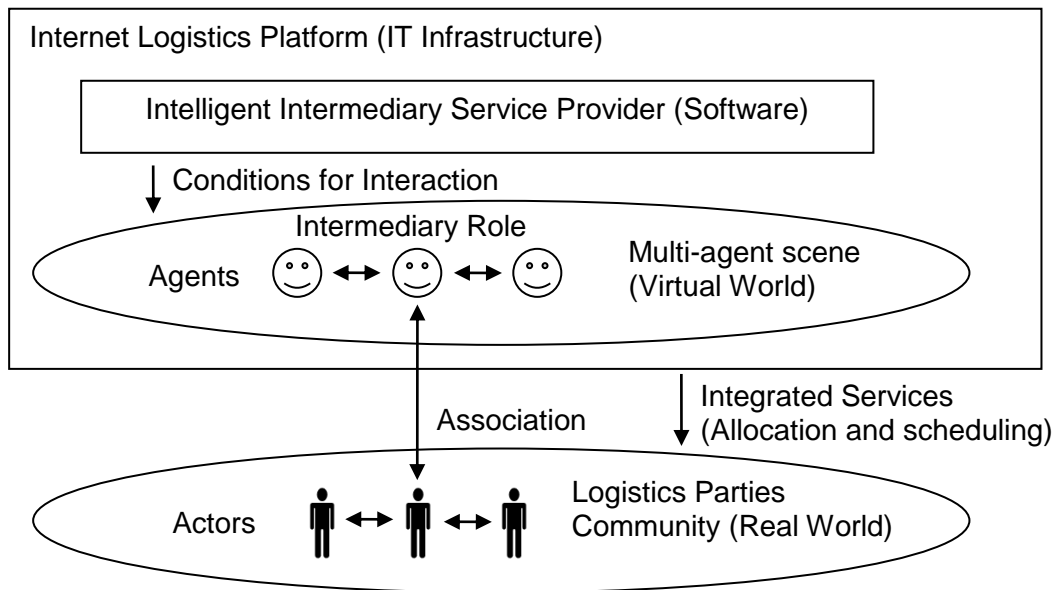 Internet Logistics Platform (IT Infrastructure)
Intelligent Intermediary Service Provider (Software)
Conditions for Interaction
Intermediary Role
Agents
Multi-agent scene
(Virtual World)
Integrated Services
(Allocation and scheduling)
Association
Actors
Logistics Parties
Community (Real World)